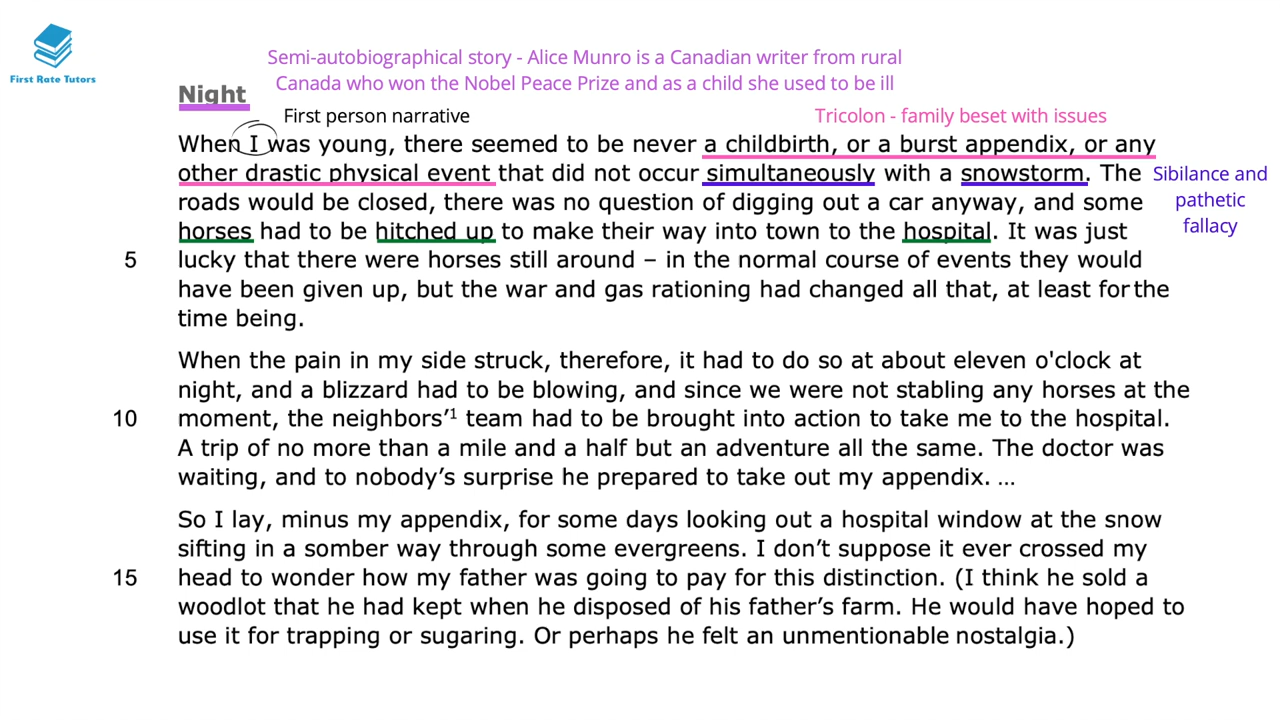 First Rate Tutors
Semi-autobiographical story - Alice Munro is a Canadian writer from rural
Canada who won the Nobel Peace Prize and as a child she used to be ill
Night
First person narrative
Tricolon - family beset with issues
When I was young, there seemed to be never a childbirth, or a burst appendix, or any
other drastic physical event that did not occur simultaneously with a snowstorm. The
Sibilance and
pathetic
fallacy
roads would be closed, there was no question of digging out a car anyway, and some
horses had to be hitched up to make their way into town to the hospital. It was just
5 lucky that there were horses still around – in the normal course of events they would
have been given up, but the war and gas rationing had changed all that, at least for the
time being.
When the pain in my side struck, therefore, it had to do so at about eleven o'clock at
night, and a blizzard had to be blowing, and since we were not stabling any horses at the
10 moment, the neighbors’¹ team had to be brought into action to take me to the hospital.
A trip of no more than a mile and a half but an adventure all the same. The doctor was
waiting, and to nobody’s surprise he prepared to take out my appendix. …
So I lay, minus my appendix, for some days looking out a hospital window at the snow
sifting in a somber way through some evergreens. I don’t suppose it ever crossed my
15 head to wonder how my father was going to pay for this distinction. (I think he sold a
woodlot that he had kept when he disposed of his father’s farm. He would have hoped to
use it for trapping or sugaring. Or perhaps he felt an unmentionable nostalgia.)